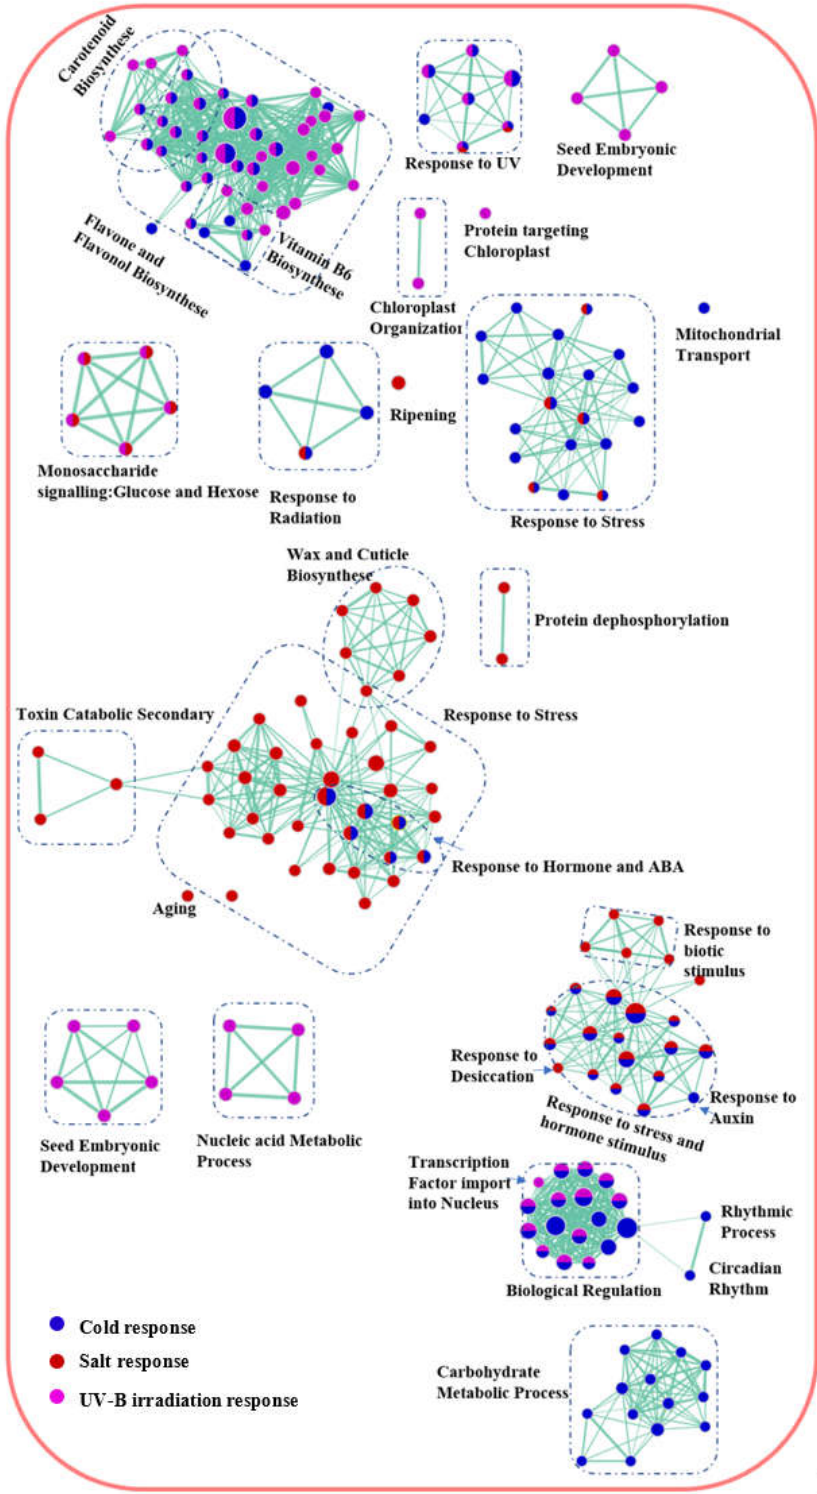 Carotenoid
Biosynthese
Response to UV
Seed Embryonic
Development
Flavone and
Flavonol Biosynthese
Vitamin B6
Biosynthese
Protein targeting
Chloroplast
Chloroplast
Organization
Mitochondrial
Transport
Monosaccharide
signalling:Glucose and Hexose
Response to
Radiation
Ripening
Response to Stress
Wax and Cuticle
Biosynthese
Protein dephosphorylation
Toxin Catabolic Secondary
Response to Stress
Response to Hormone and ABA
Aging
Response to
biotic
stimulus
Response to
Desiccation
Response to
Auxin
Response to stress and
hormone stimulus
Seed Embryonic
Development
Nucleic acid Metabolic
Process
Transcription
Factor import
into Nucleus
Rhythmic
Process
Circadian
Rhythm
Biological Regulation
Cold response
Salt response
UV-B irradiation response
Carbohydrate
Metabolic Process